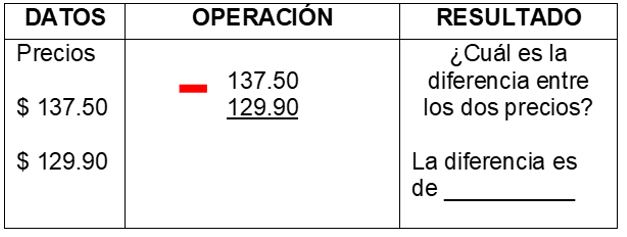 DATOS
OPERACIÓN
RESULTADO
Precios
$ 137.50
$ 129.90
137.50
129.90
¿Cuál es la
diferencia entre
los dos precios?
La diferencia es
de ___________